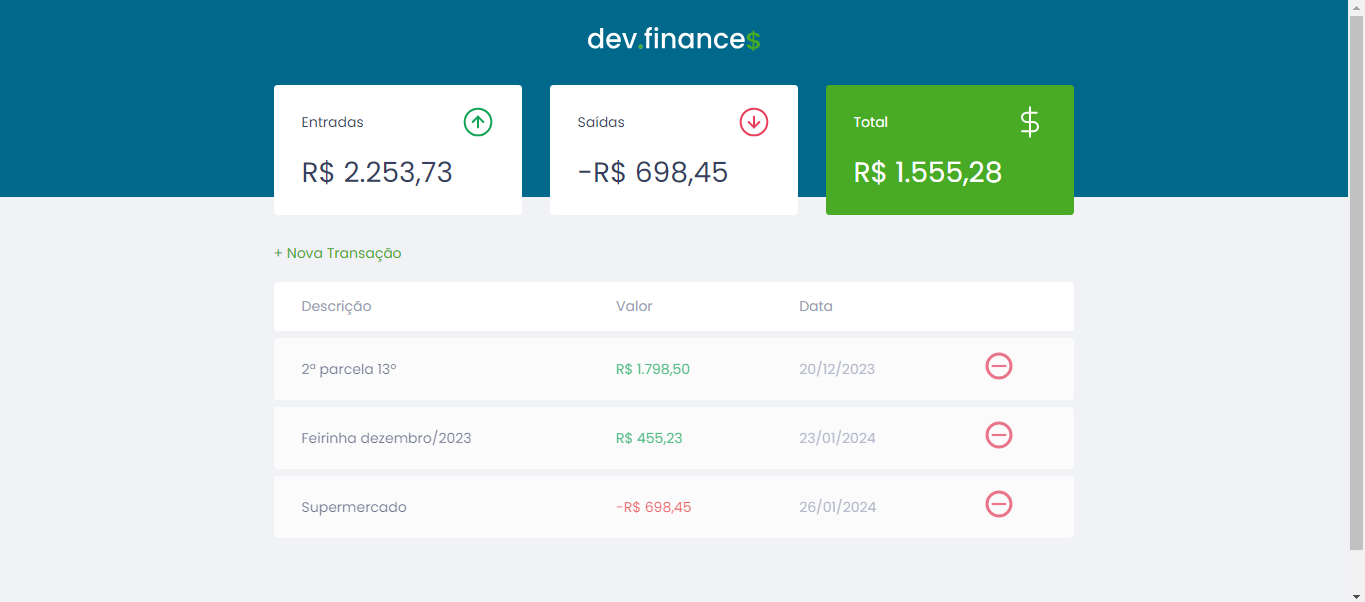 dev.finance$
Entradas
R$ 2.253,73
Saídas
-R$ 698,45
Total
$
R$ 1.555,28
+ Nova Transação
Descrição Valor Data
2ª parcela 13º R$ 1.798,50 20/12/2023
Feirinha dezembro/2023 R$ 455,23 23/01/2024
Supermercado -R$ 698,45 26/01/2024